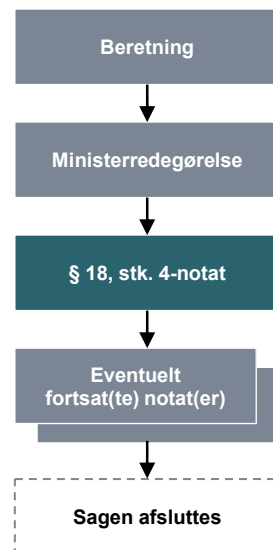 Beretning
Ministerredegørelse
§ 18, stk. 4-notat
Eventuelt
fortsat(te) notat(er)
Sagen afsluttes